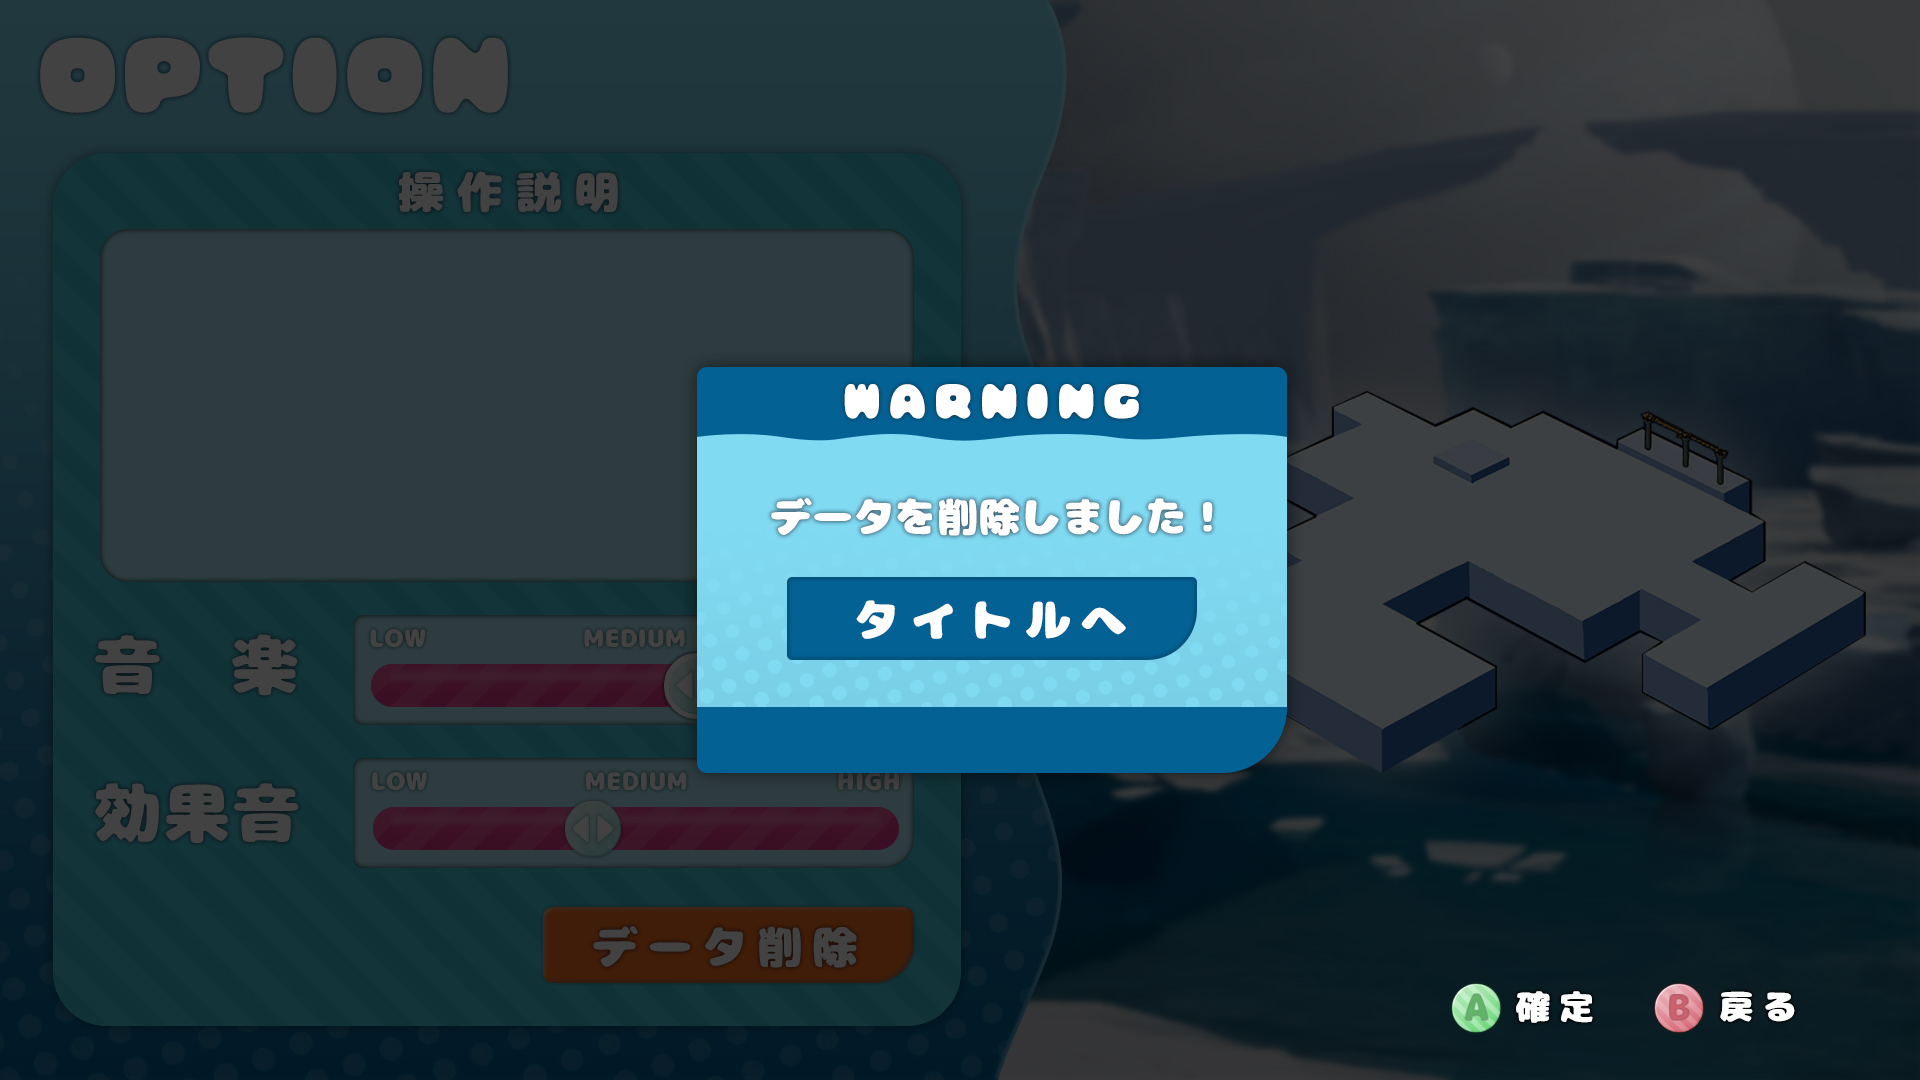 OPTION
操作説明
音楽
LOW MEDIUM
効果音
LOW MEDIUM HIGH
データ削除
WARNING
データを削除しました！
タイトルへ
A 確定 B 戻る